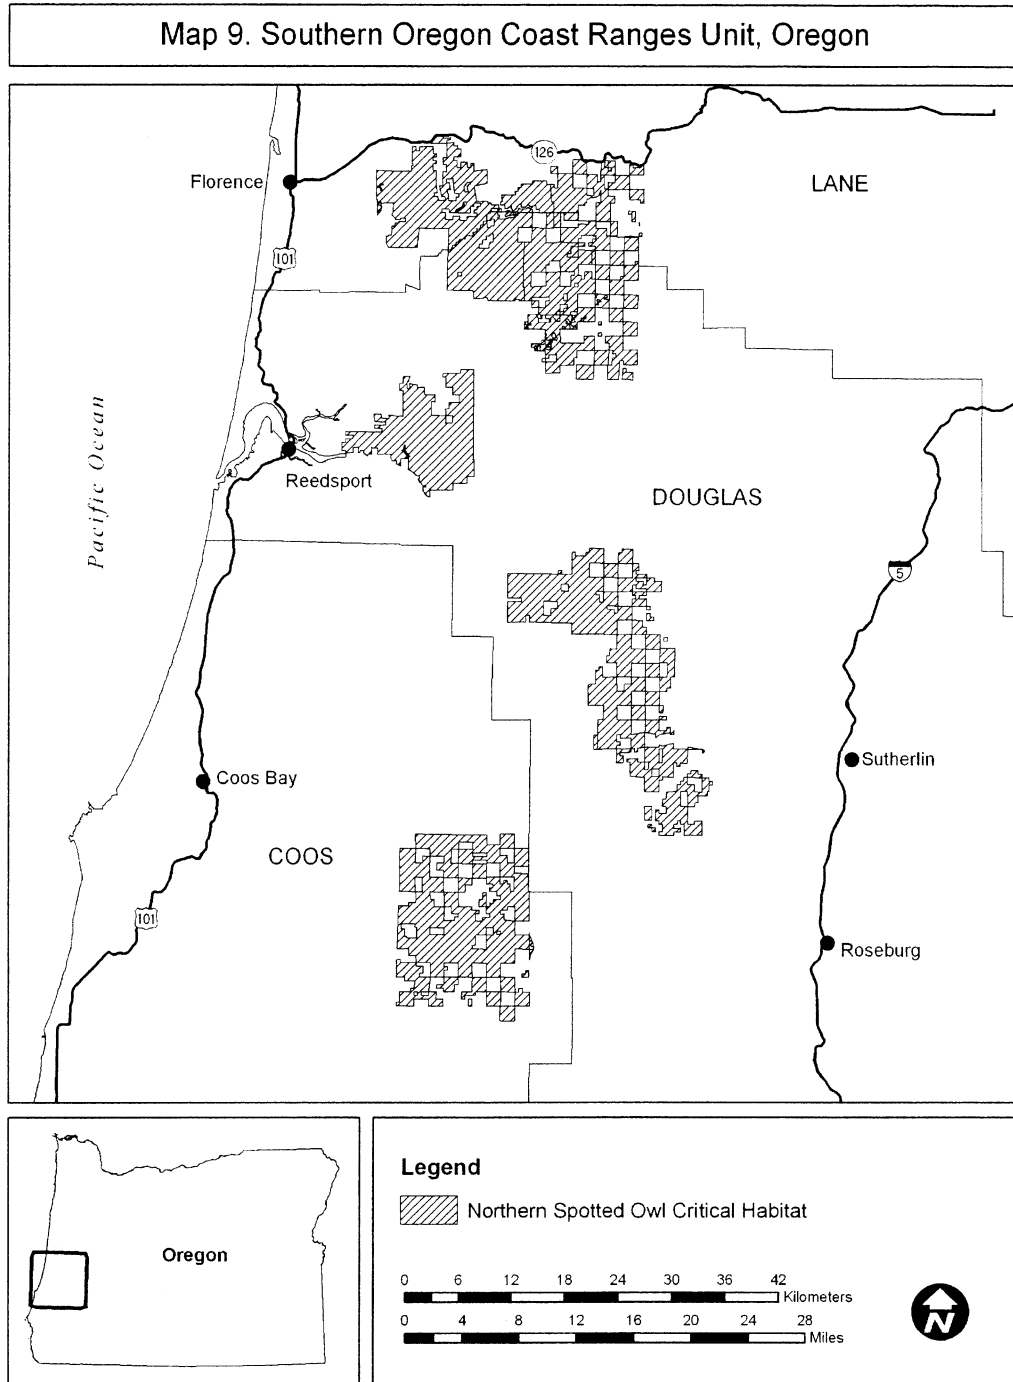 Map 9. Southern Oregon Coast Ranges Unit, Oregon
126
Florence
LANE
101
Pacific Ocean
Reedsport
DOUGLAS
5
Sutherlin
Coos Bay
COOS
101
Roseburg
Oregon
Legend
Northern Spotted Owl Critical Habitat
0 6 12 18 24 30 36 42
Kilometers
0 4 8 12 16 20 24 28
Miles
N